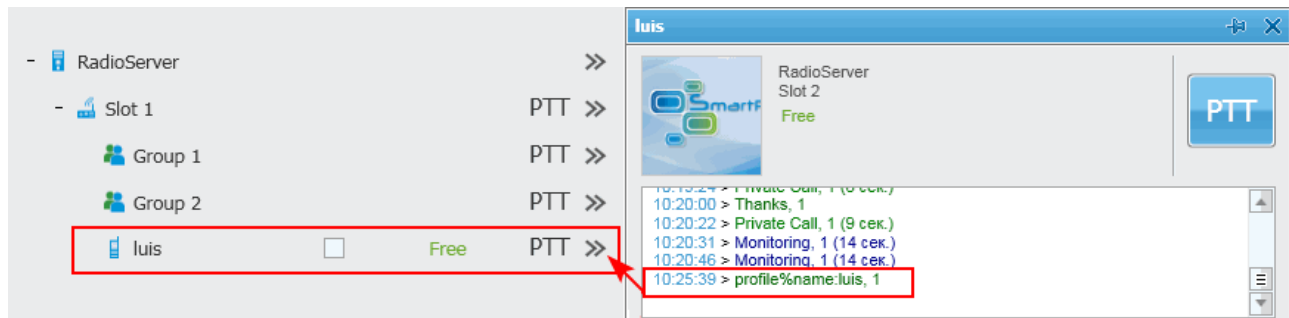 - RadioServer
- Slot 1 PTT
Group 1 PTT
Group 2 PTT
luis Free PTT
luis
SmartP
RadioServer
Slot 2
Free
PTT
10:20:00 > Thanks, 1
10:20:22 > Private Call, 1 (9 сек.)
10:20:31 > Monitoring, 1 (14 сек.)
10:20:46 > Monitoring, 1 (14 сек.)
10:25:39 > profile%name:luis, 1